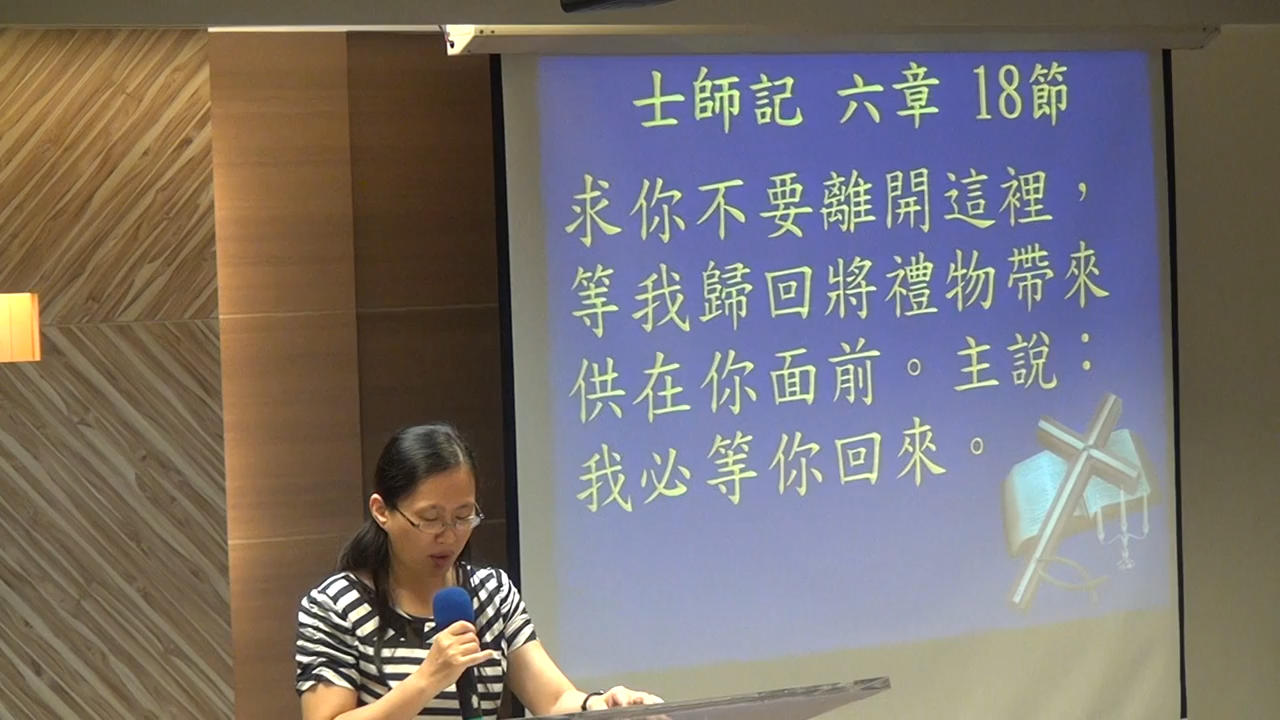 士師記 六章 18節
求你不要離開這裡，
等我歸回將禮物帶來
供在你面前。主說：
我必等你回來。